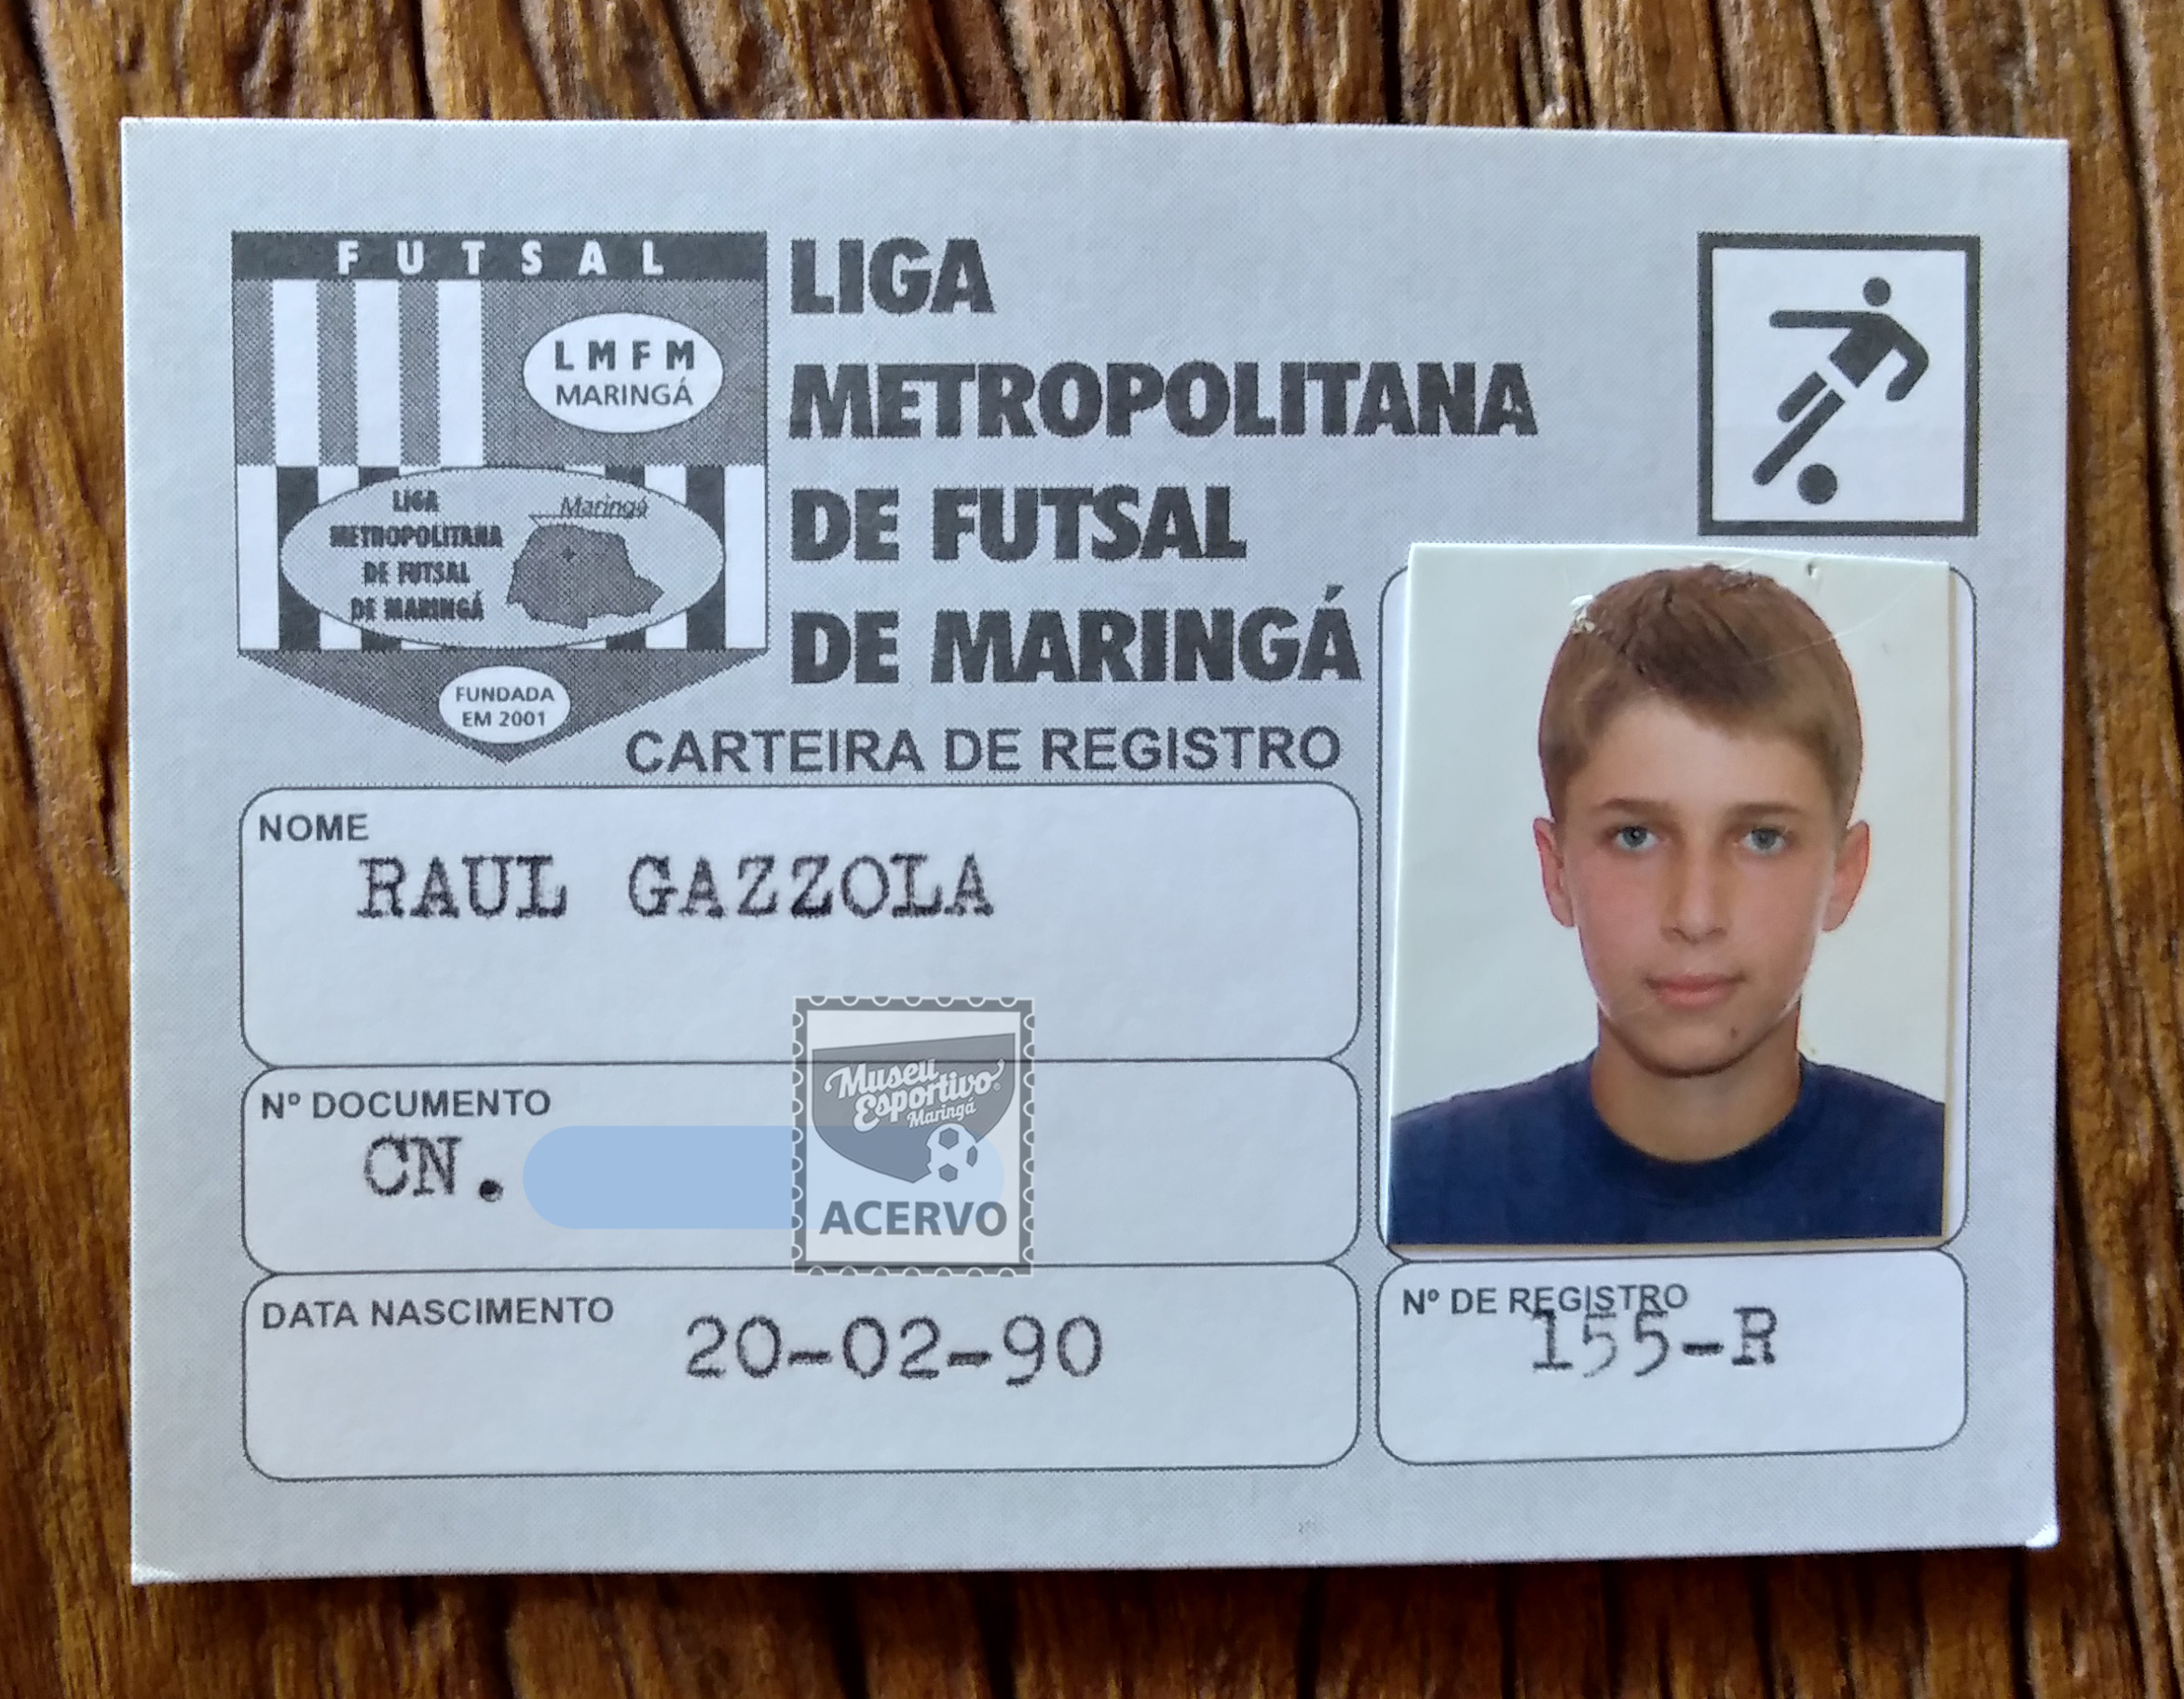 FUTSAL
LMFM
MARINGÁ
LIGA
METROPOLITANA
DE FUTSAL
DE MARINGÁ
Maringá
FUNDADA
EM 2001
LIGA
METROPOLITANA
DE FUTSAL
DE MARINGÁ
CARTEIRA DE REGISTRO
NOME
RAUL GAZZOLA
Nº DOCUMENTO
CN.
Museu
Esportivo
Maringá
ACERVO
DATA NASCIMENTO
20-02-90
Nº DE REGISTRO
155-R